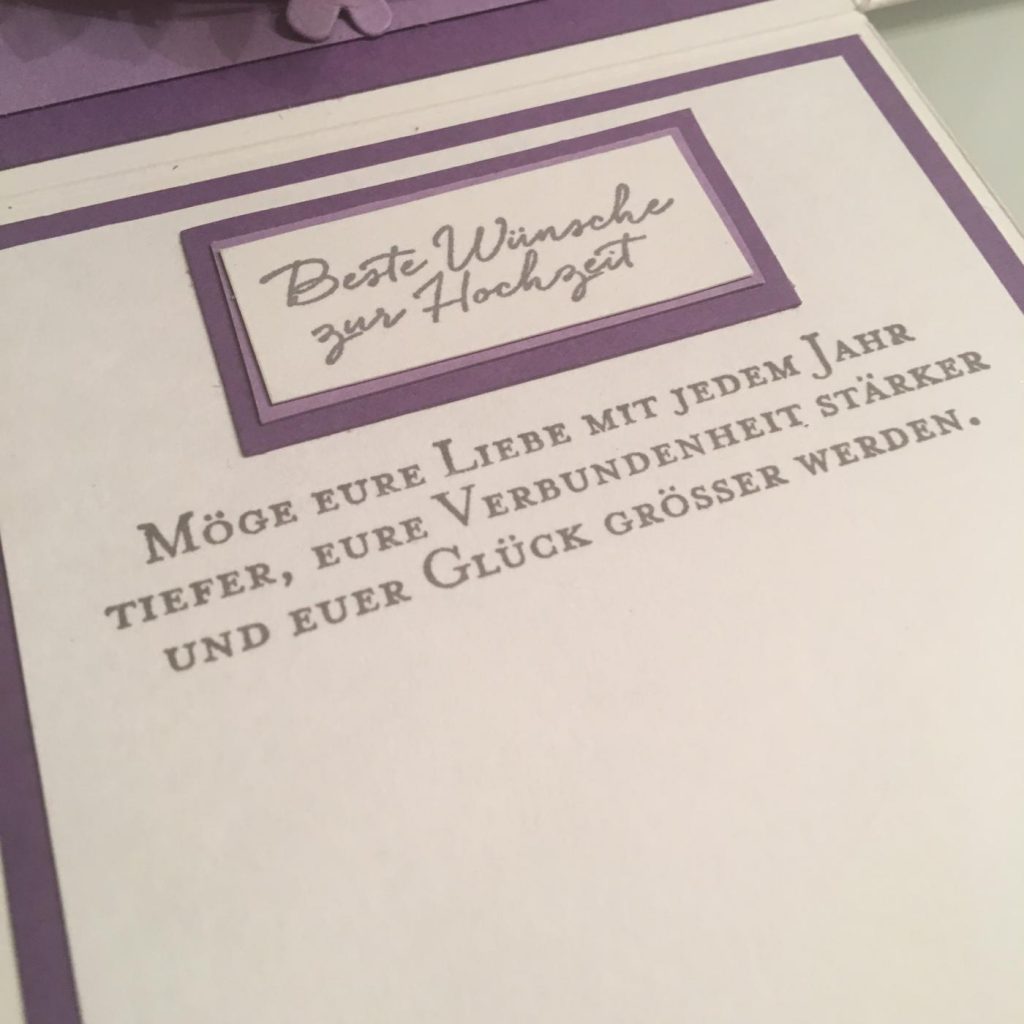 Beste Wünsche
zur Hochzeit
Möge eure Liebe mit jedem Jahr
tiefer, eure Verbundenheit stärker
und euer Glück grösser werden.